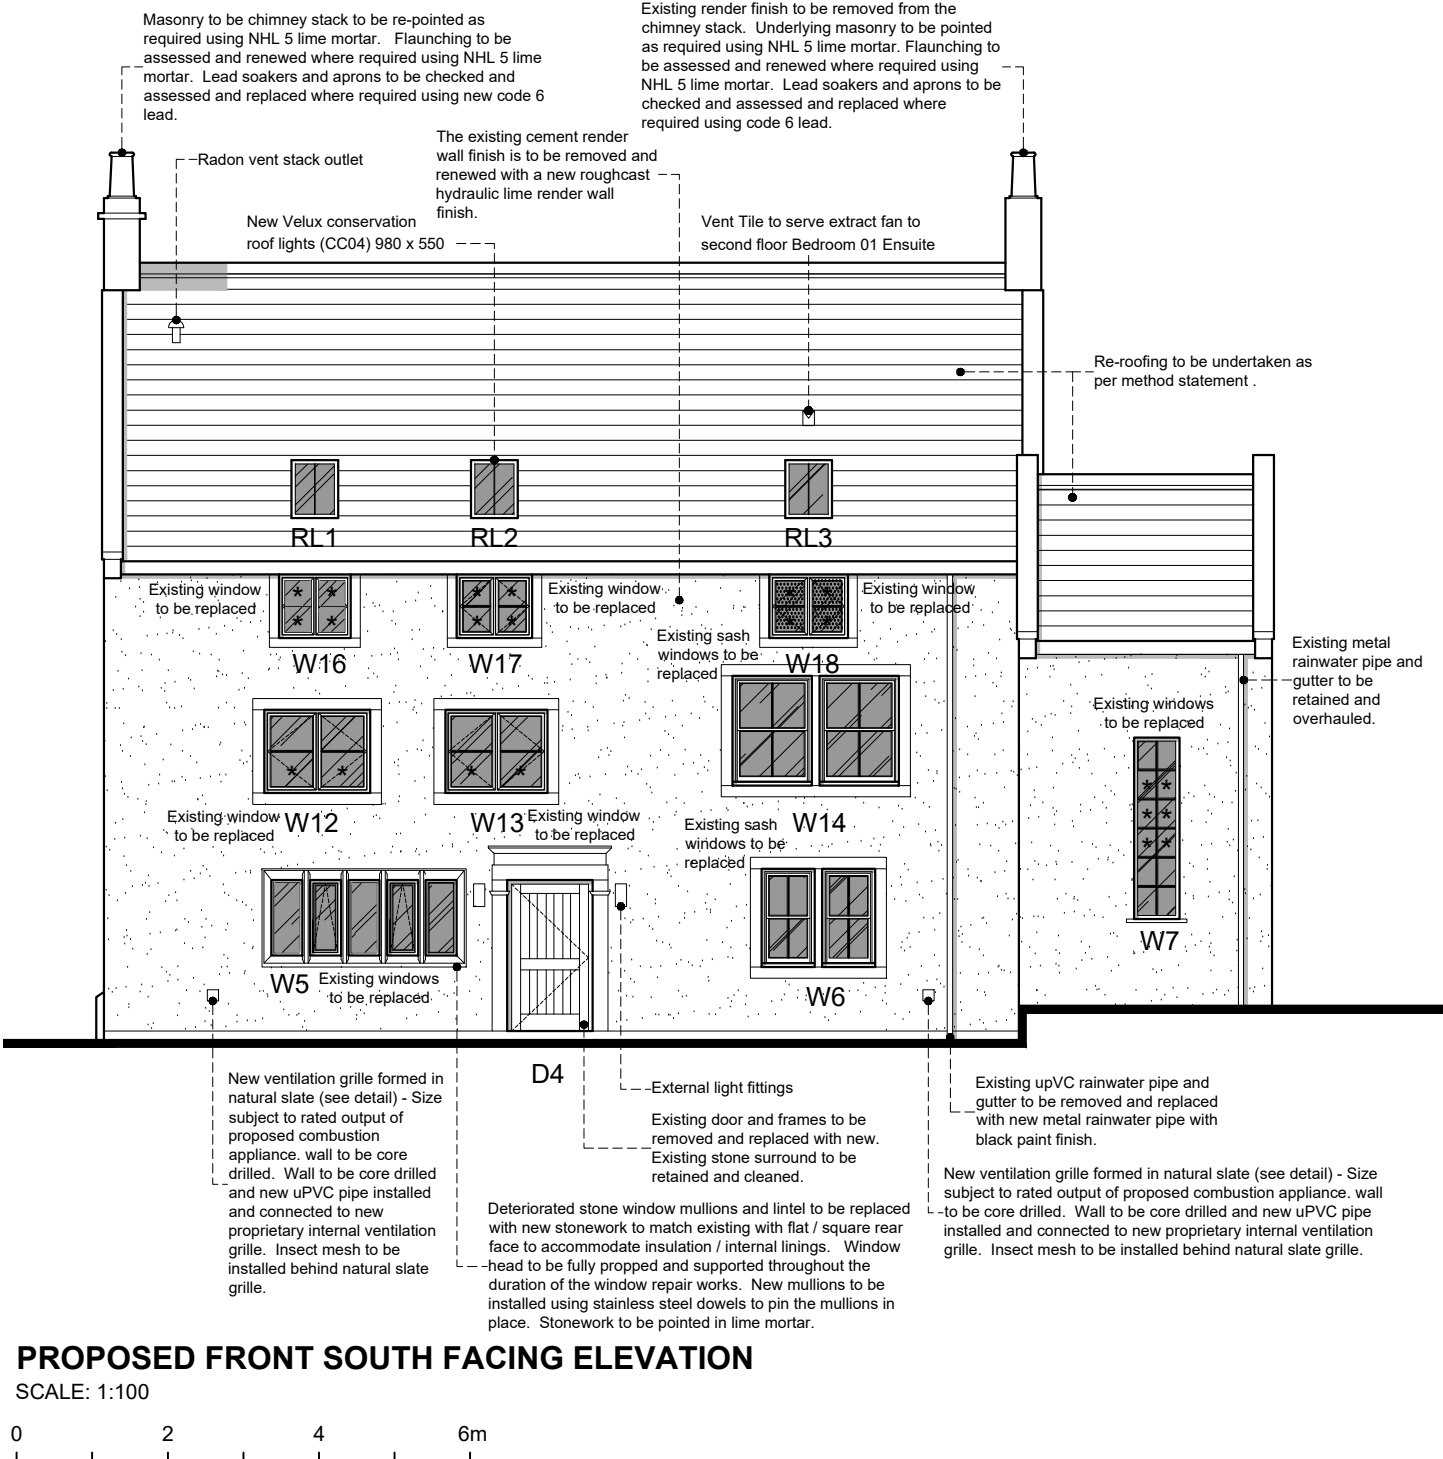 Masonry to be chimney stack to be re-pointed as
required using NHL 5 lime mortar.   Flaunching to be
assessed and renewed where required using NHL 5 lime
mortar.  Lead soakers and aprons to be checked and
assessed and replaced where required using new code 6
lead.
Existing render finish to be removed from the
chimney stack.  Underlying masonry to be pointed
as required using NHL 5 lime mortar. Flaunching to
be assessed and renewed where required using
NHL 5 lime mortar.  Lead soakers and aprons to be
checked and assessed and replaced where
required using code 6 lead.
Radon vent stack outlet
The existing cement render
wall finish is to be removed and
renewed with a new roughcast
hydraulic lime render wall
finish.
New Velux conservation
roof lights (CC04) 980 x 550
Vent Tile to serve extract fan to
second floor Bedroom 01 Ensuite
Re-roofing to be undertaken as
per method statement .
RL1
RL2
RL3
Existing window
to be replaced
Existing window
to be replaced
Existing window
to be replaced
W16
W17
W18
Existing sash
windows to be
replaced
Existing metal
rainwater pipe and
gutter to be
retained and
overhauled.
Existing windows
to be replaced
Existing window
to be replaced
W12
W13
Existing window
to be replaced
W14
Existing sash
windows to be
replaced
W5
Existing windows
to be replaced
W6
W7
D4
New ventilation grille formed in
natural slate (see detail) - Size
subject to rated output of
proposed combustion
appliance. wall to be core
drilled.  Wall to be core drilled
and new uPVC pipe installed
and connected to new
proprietary internal ventilation
grille.  Insect mesh to be
installed behind natural slate
grille.
External light fittings
Existing door and frames to be
removed and replaced with new.
Existing stone surround to be
retained and cleaned.
Existing upVC rainwater pipe and
gutter to be removed and replaced
with new metal rainwater pipe with
black paint finish.
New ventilation grille formed in natural slate (see detail) - Size
subject to rated output of proposed combustion appliance. wall
to be core drilled.  Wall to be core drilled and new uPVC pipe
installed and connected to new proprietary internal ventilation
grille.  Insect mesh to be installed behind natural slate grille.
Deteriorated stone window mullions and lintel to be replaced
with new stonework to match existing with flat / square rear
face to accommodate insulation / internal linings.   Window
head to be fully propped and supported throughout the
duration of the window repair works.  New mullions to be
installed using stainless steel dowels to pin the mullions in
place.  Stonework to be pointed in lime mortar.
PROPOSED FRONT SOUTH FACING ELEVATION
SCALE: 1:100
0 2 4 6m